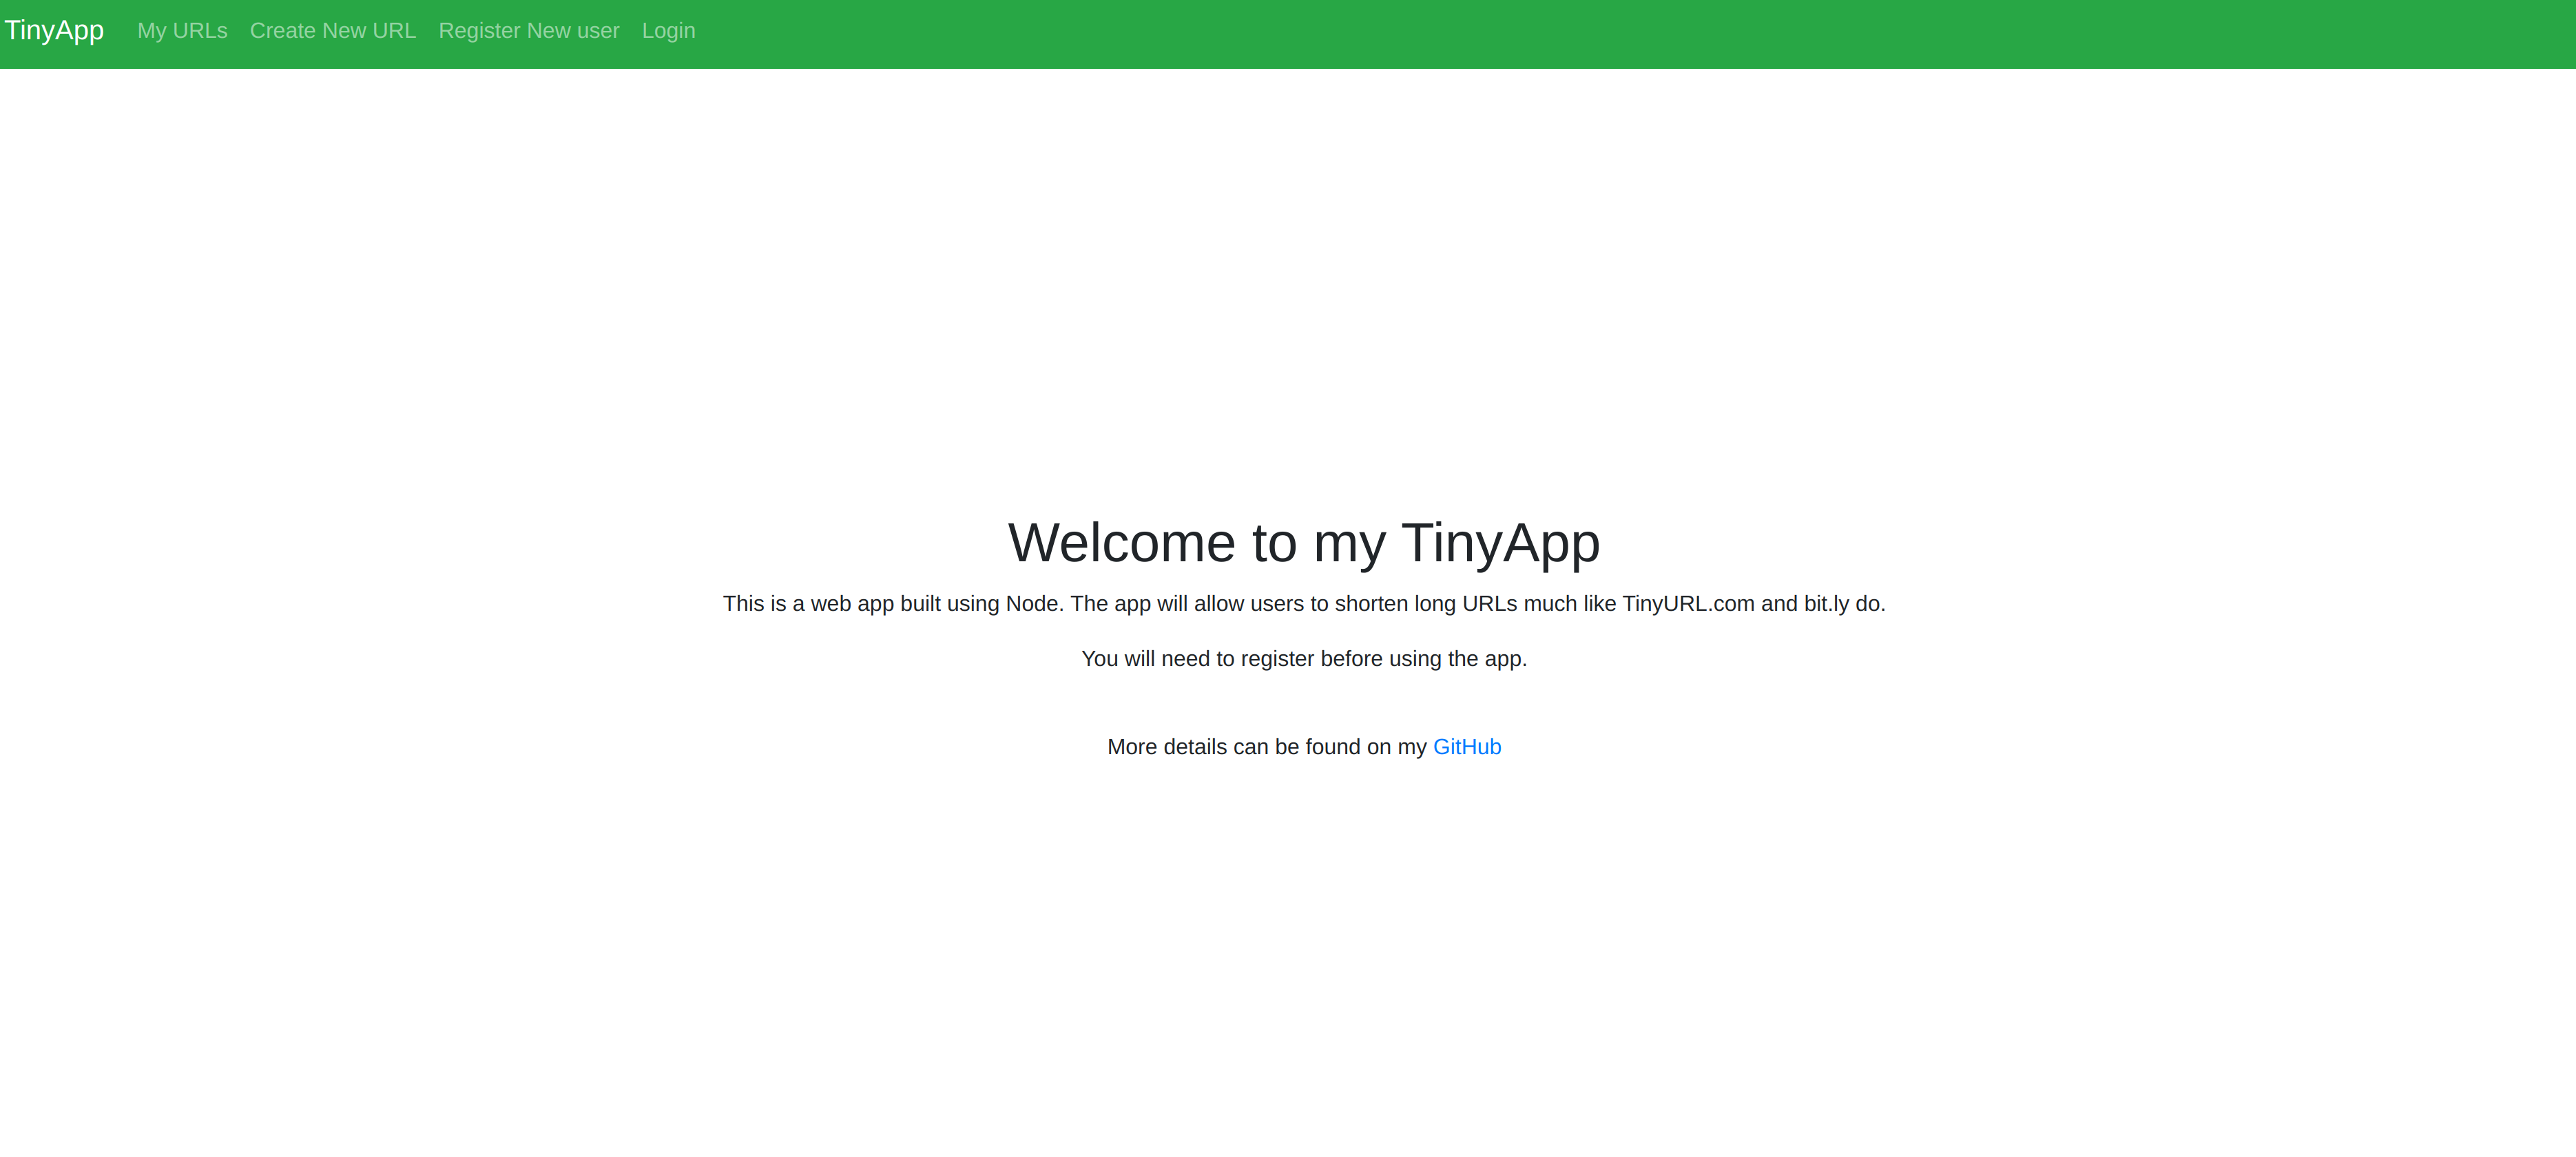 TinyApp My URLs Create New URL Register New user Login
Welcome to my TinyApp
This is a web app built using Node. The app will allow users to shorten long URLs much like TinyURL.com and bit.ly do.
You will need to register before using the app.
More details can be found on my GitHub